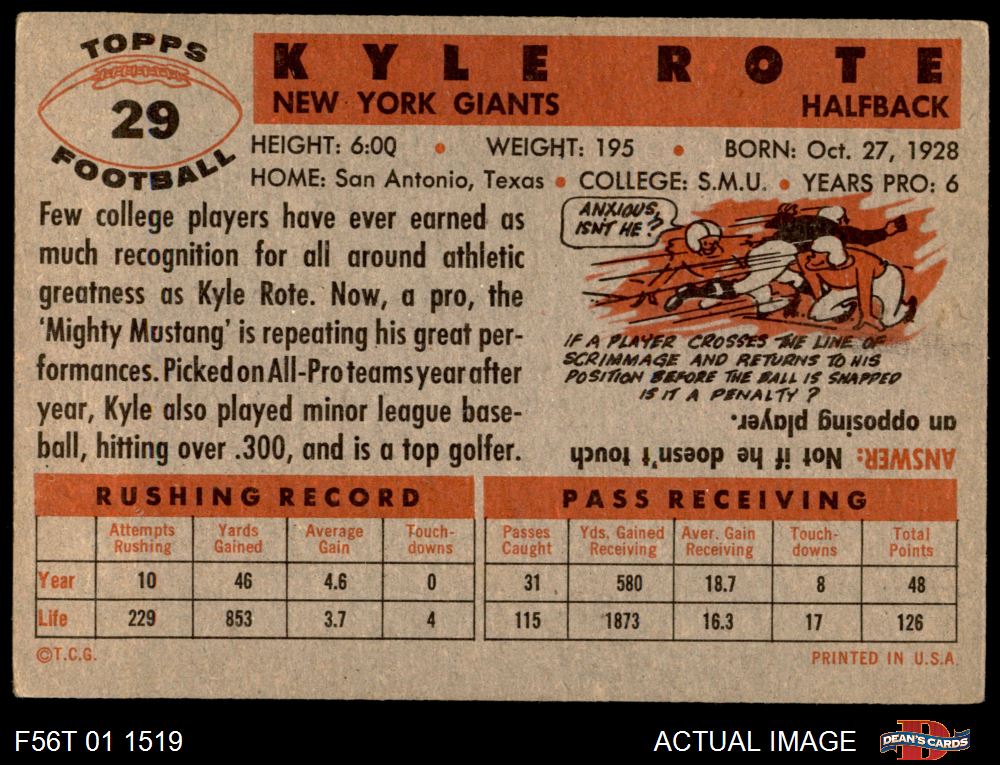 TOPPS
29
FOOTBALL
KYLE ROTE
NEW YORK GIANTS HALFBACK
HEIGHT: 6:00 • WEIGHT: 195 • BORN: Oct. 27, 1928
HOME: San Antonio, Texas • COLLEGE: S.M.U. • YEARS PRO: 6
Few college players have ever earned as
much recognition for all around athletic
greatness as Kyle Rote. Now, a pro, the
'Mighty Mustang' is repeating his great per-
formances. Picked on All-Pro teams year after
year, Kyle also played minor league base-
ball, hitting over .300, and is a top golfer.
ANXIOUS,
ISN'T HE?
IF A PLAYER CROSSES THE LINE OF
SCRIMMAGE AND RETURNS TO HIS
POSITION BEFORE THE BALL IS SNAPPED
IS IT A PENALTY?
ANSWER: Not if he doesn't touch
an opposing player.
RUSHING RECORD
Attempts Rushing Yards Gained Average Gain Touch-downs
Year 10 46 4.6 0
Life 229 853 3.7 4
PASS RECEIVING
Passes Caught Yds. Gained Receiving Aver. Gain Receiving Touch-downs Total Points
31 580 18.7 8 48
115 1873 16.3 17 126
©T.C.G. PRINTED IN U.S.A.
F56T 01 1519 ACTUAL IMAGE DEAN'S CARDS